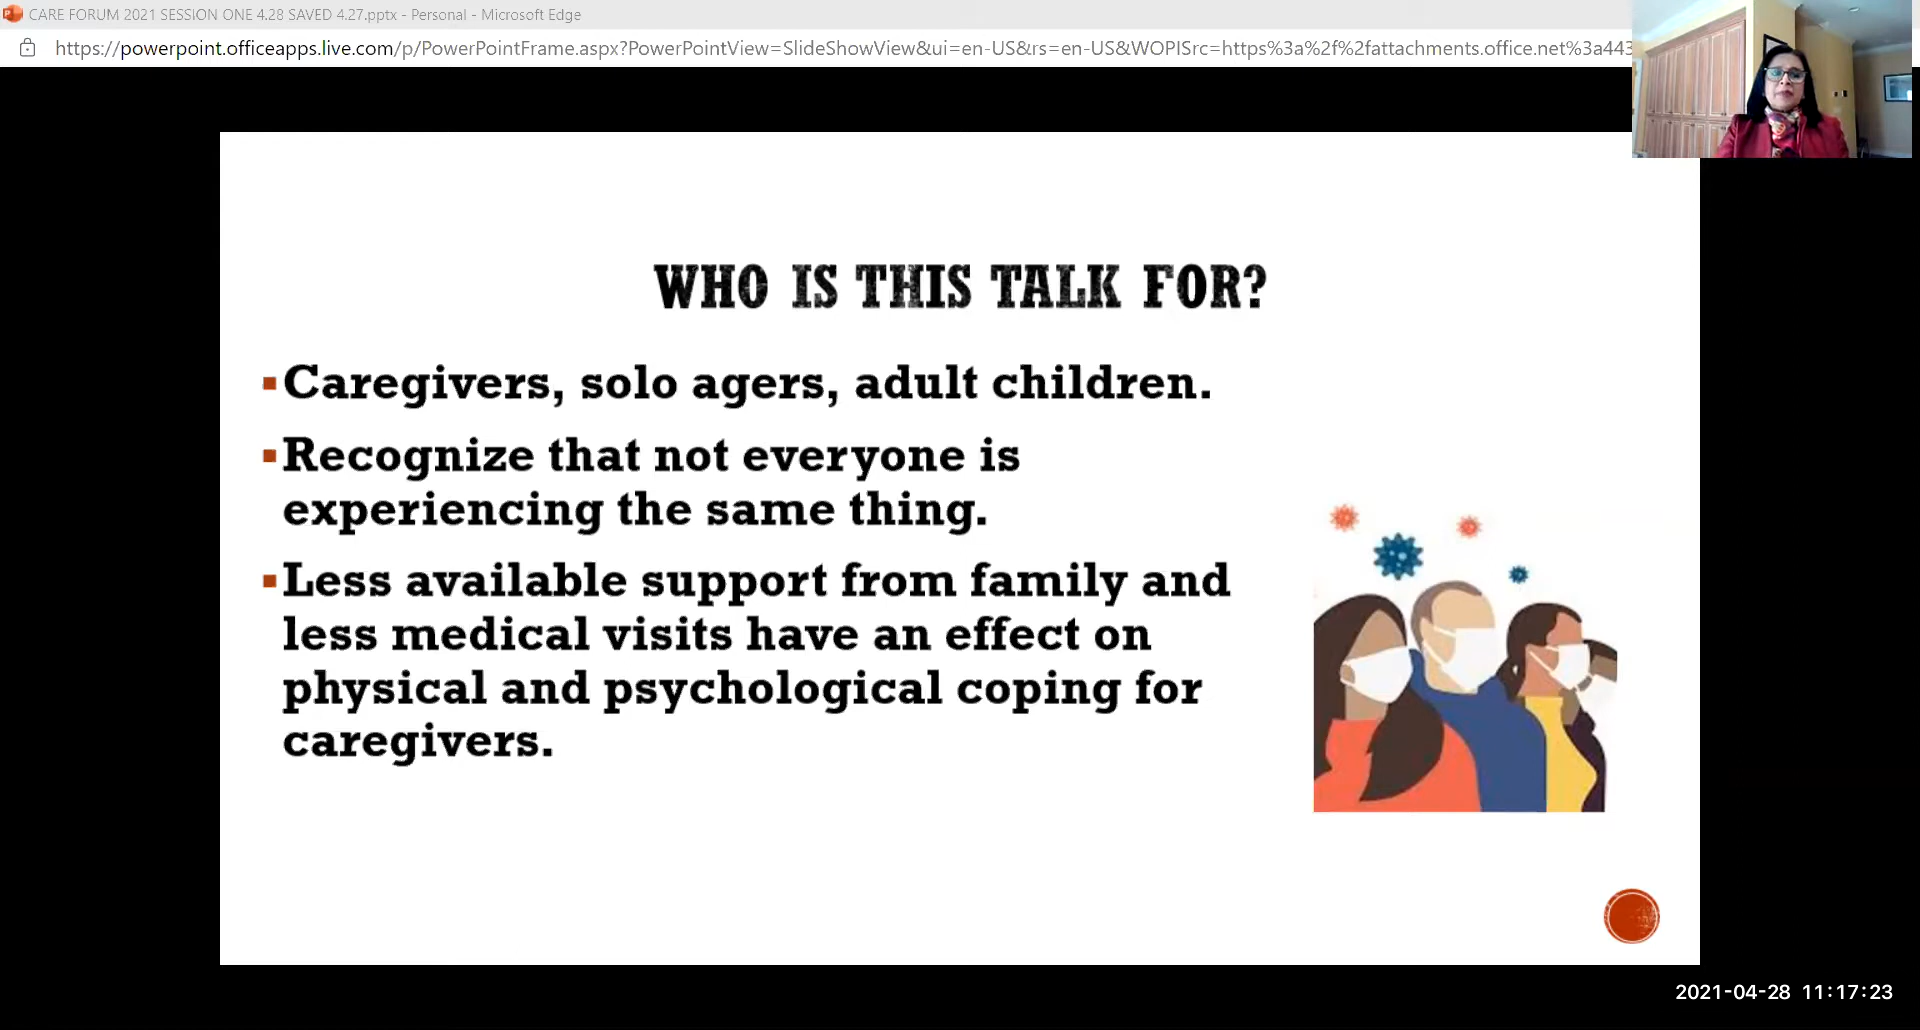 CARE FORUM 2021 SESSION ONE 4.28 SAVED 4.27.pptx - Personal - Microsoft Edge
https://powerpoint.officeapps.live.com/p/PowerPointFrame.aspx?PowerPointView=SlideShowView&ui=en-US&rs=en-US&WOPISrc=https%3a%2f%2fattachments.office.net%3a443
WHO IS THIS TALK FOR?
▪Caregivers, solo agers, adult children.
▪Recognize that not everyone is
experiencing the same thing.
▪Less available support from family and
less medical visits have an effect on
physical and psychological coping for
caregivers.
2021-04-28 11:17:23